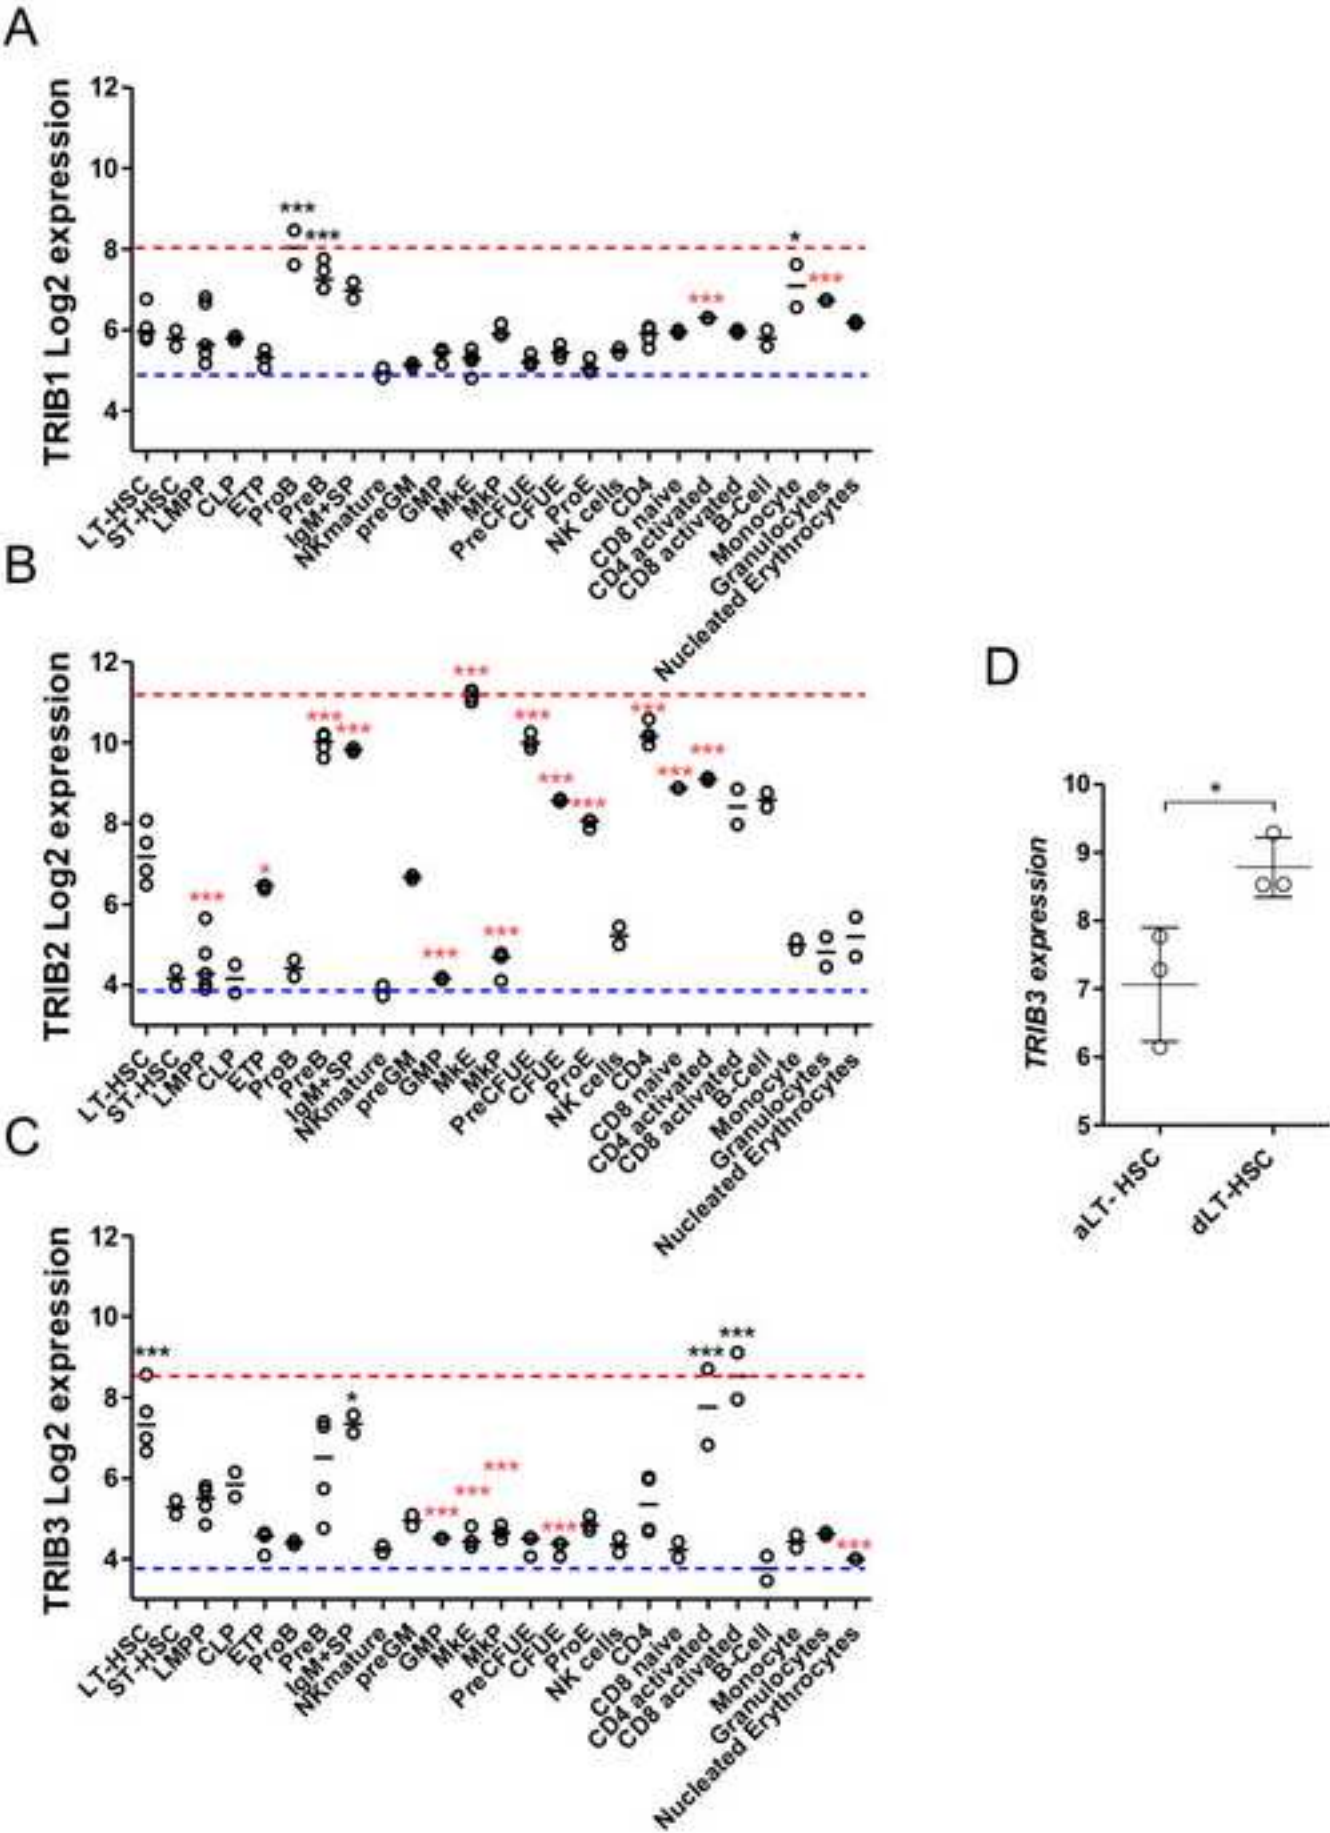 A
TRIB1 Log2 expression
12
10
8
6
4
***
***
***
*
***
LT-HSC
ST-HSC
LMPP
CLP
ETP
ProB
PreB
IgM+SP
NKmature
preGM
GMP
MkE
MkP
PreCFUE
CFUE
ProE
NK cells
CD4
CD8 naive
CD4 activated
CD8 activated
B-Cell
Monocyte
Granulocytes
Nucleated Erythrocytes
B
TRIB2 Log2 expression
12
10
8
6
4
***
*
***
***
***
***
***
***
***
***
***
***
***
LT-HSC
ST-HSC
LMPP
CLP
ETP
ProB
PreB
IgM+SP
NKmature
preGM
GMP
MkE
MkP
PreCFUE
CFUE
ProE
NK cells
CD4
CD8 naive
CD4 activated
CD8 activated
B-Cell
Monocyte
Granulocytes
Nucleated Erythrocytes
C
TRIB3 Log2 expression
12
10
8
6
4
***
*
***
***
***
***
***
***
***
LT-HSC
ST-HSC
LMPP
CLP
ETP
ProB
PreB
IgM+SP
NKmature
preGM
GMP
MkE
MkP
PreCFUE
CFUE
ProE
NK cells
CD4
CD8 naive
CD4 activated
CD8 activated
B-Cell
Monocyte
Granulocytes
Nucleated Erythrocytes
D
TRIB3 expression
10
9
8
7
6
5
*
aLT- HSC
dLT-HSC